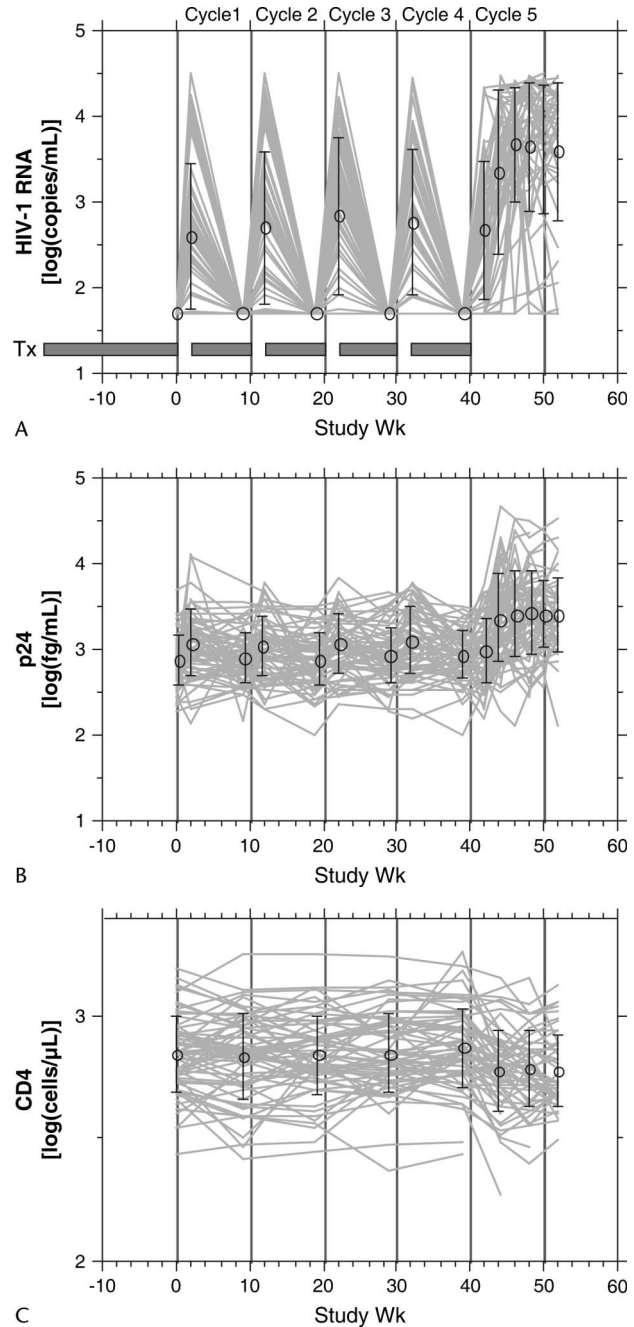 Cycle1 Cycle 2 Cycle 3 Cycle 4 Cycle 5
5
4
3
2
1
HIV-1 RNA
[log(copies/mL)]
Tx
-10 0 10 20 30 40 50 60
A
Study Wk
5
4
3
2
1
p24
[log(fg/mL)]
-10 0 10 20 30 40 50 60
B
Study Wk
3
2
CD4
[log(cells/μL)]
-10 0 10 20 30 40 50 60
C
Study Wk